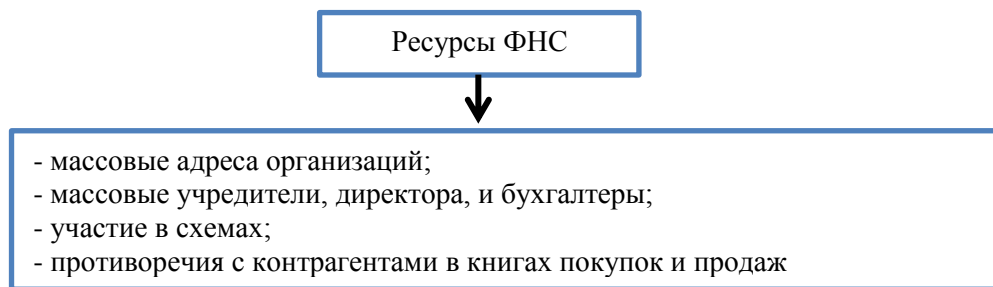 Ресурсы ФНС
- массовые адреса организаций;
- массовые учредители, директора, и бухгалтеры;
- участие в схемах;
- противоречия с контрагентами в книгах покупок и продаж